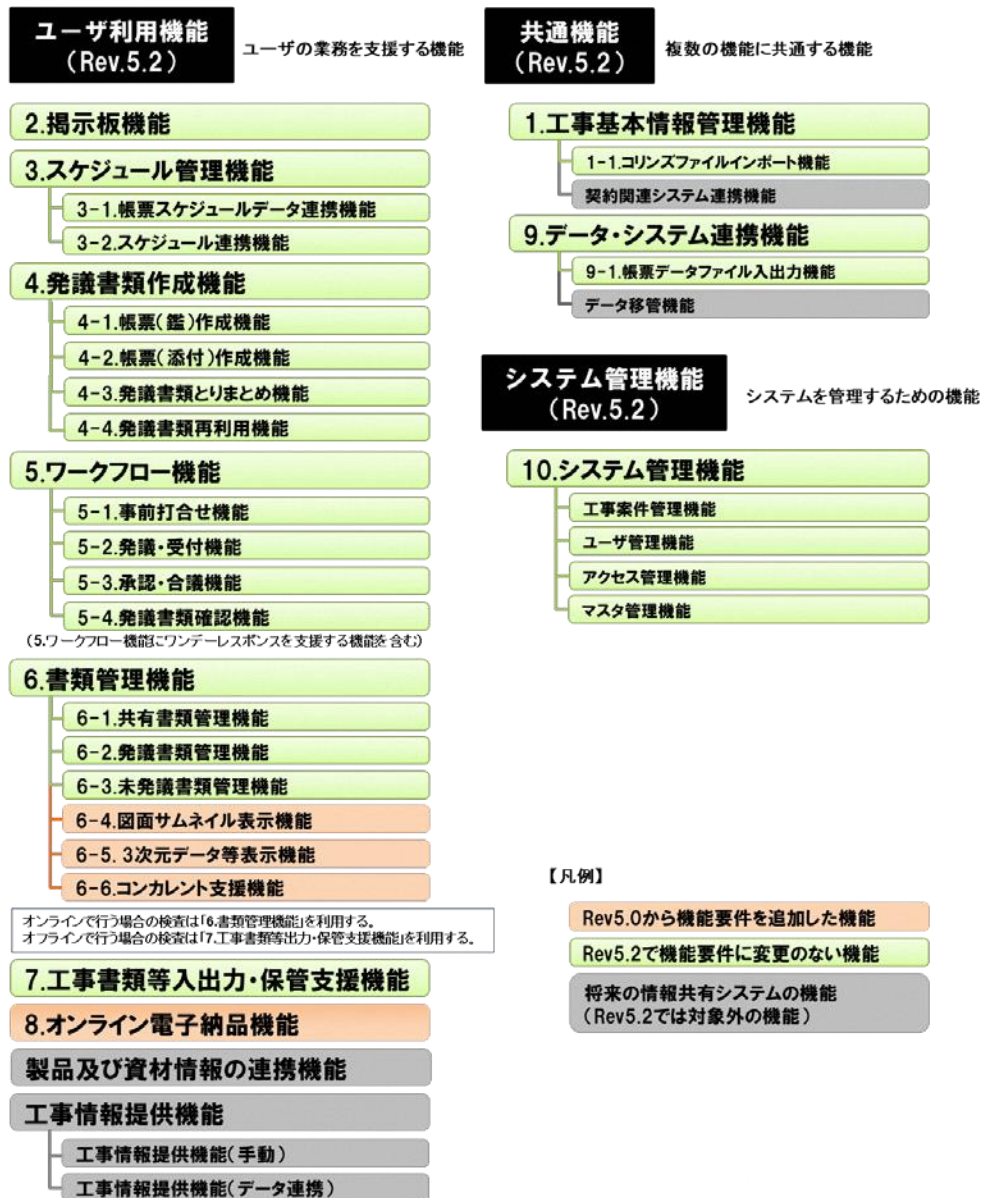 ユーザ利用機能
(Rev.5.2)
ユーザの業務を支援する機能
2.掲示板機能
3.スケジュール管理機能
3-1.帳票スケジュールデータ連携機能
3-2.スケジュール連携機能
4.発議書類作成機能
4-1.帳票(鑑)作成機能
4-2.帳票(添付)作成機能
4-3.発議書類とりまとめ機能
4-4.発議書類再利用機能
5.ワークフロー機能
5-1.事前打合せ機能
5-2.発議・受付機能
5-3.承認・合議機能
5-4.発議書類確認機能
(5.ワークフロー機能にワンデーレスポンスを支援する機能を含む)
6.書類管理機能
6-1.共有書類管理機能
6-2.発議書類管理機能
6-3.未発議書類管理機能
6-4.図面サムネイル表示機能
6-5.3次元データ等表示機能
6-6.コンカレント支援機能
オンラインで行う場合の検査は「6.書類管理機能」を利用する。
オフラインで行う場合の検査は「7.工事書類等出力・保管支援機能」を利用する。
7.工事書類等入出力・保管支援機能
8.オンライン電子納品機能
製品及び資材情報の連携機能
工事情報提供機能
工事情報提供機能(手動)
工事情報提供機能(データ連携)
共通機能
(Rev.5.2)
複数の機能に共通する機能
1.工事基本情報管理機能
1-1.コリンズファイルインポート機能
契約関連システム連携機能
9.データ・システム連携機能
9-1.帳票データファイル入出力機能
データ移管機能
システム管理機能
(Rev.5.2)
システムを管理するための機能
10.システム管理機能
工事案件管理機能
ユーザ管理機能
アクセス管理機能
マスタ管理機能
【凡例】
Rev5.0から機能要件を追加した機能
Rev5.2で機能要件に変更のない機能
将来の情報共有システムの機能
(Rev5.2では対象外の機能)